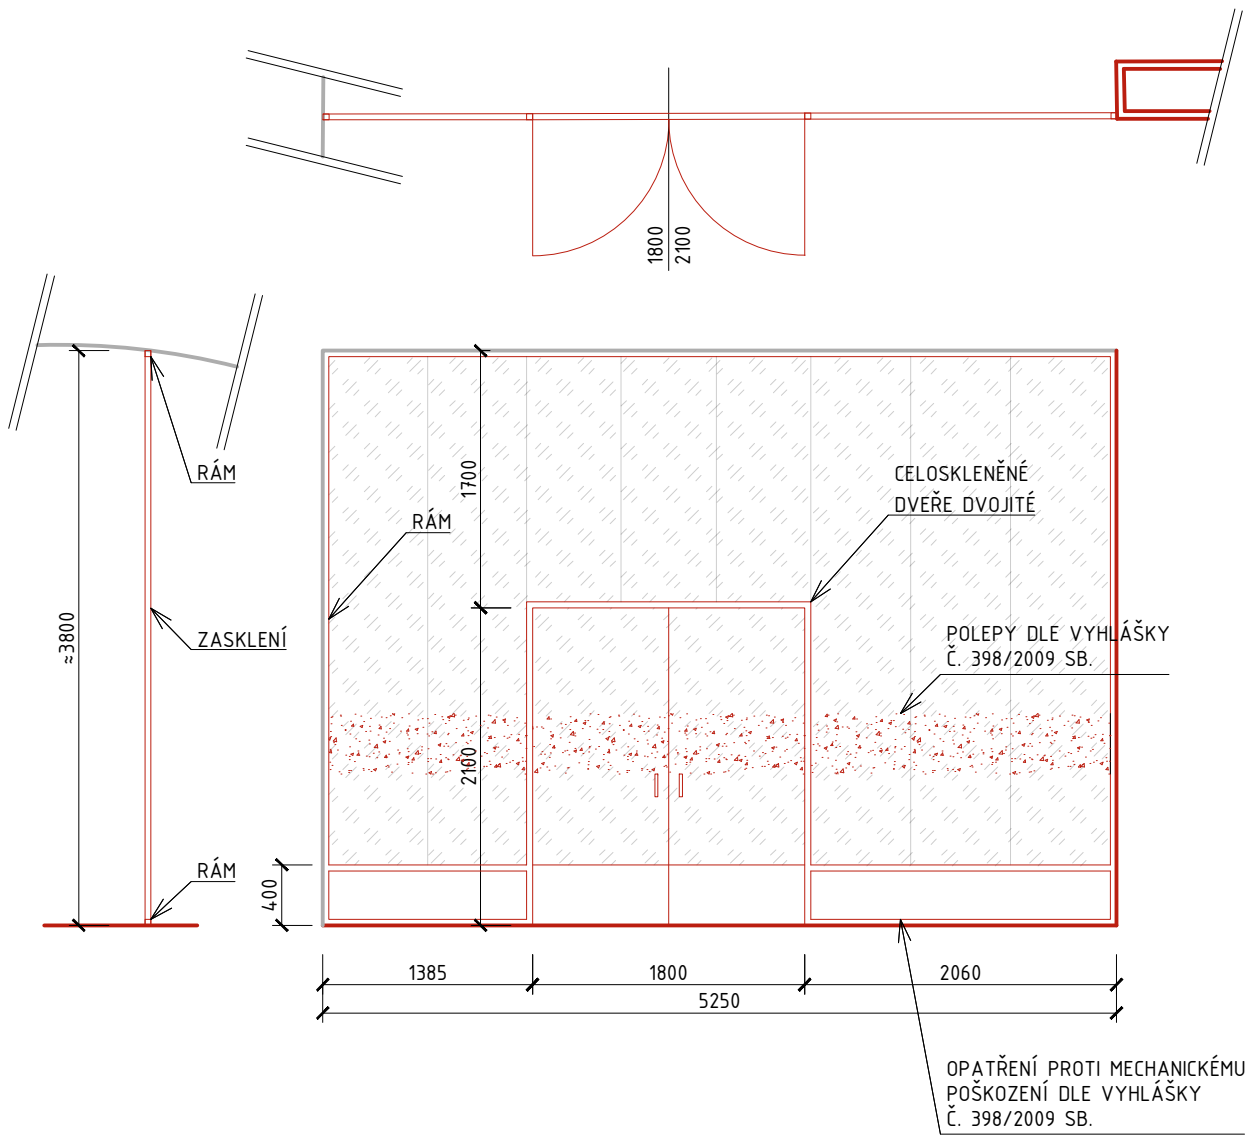 1800
2100
RÁM
1700
RÁM
CELOSKLENĚNÉ
DVEŘE DVOJITÉ
≈3800
ZASKLENÍ
POLEPY DLE VYHLÁŠKY
Č. 398/2009 SB.
2100
RÁM
400
1385
1800
2060
5250
OPATŘENÍ PROTI MECHANICKÉMU
POŠKOZENÍ DLE VYHLÁŠKY
Č. 398/2009 SB.